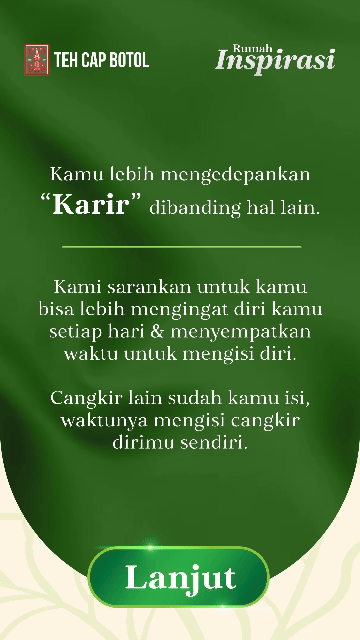 TEH CAP BOTOL
Rumah
Inspirasi
Kamu lebih mengedepankan
“Karir” dibanding hal lain.
Kami sarankan untuk kamu
bisa lebih mengingat diri kamu
setiap hari & menyempatkan
waktu untuk mengisi diri.
Cangkir lain sudah kamu isi,
waktunya mengisi cangkir
dirimu sendiri.
Lanjut